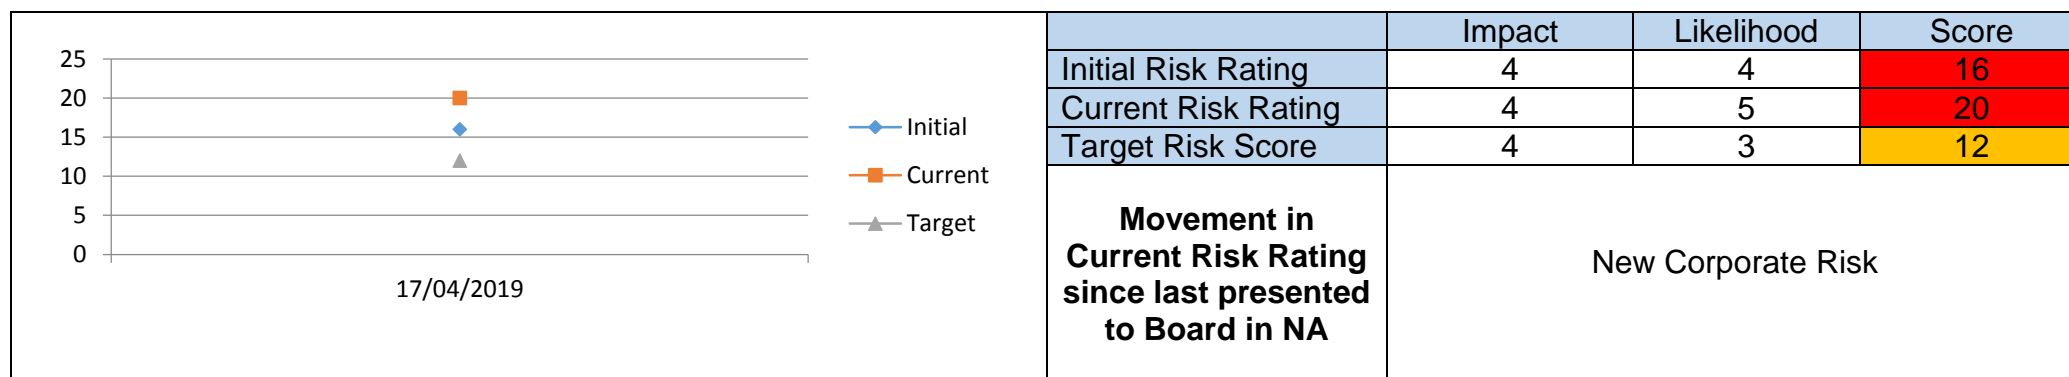 25
20
15
10
5
0
17/04/2019
Initial
Current
Target
Impact Likelihood Score
Initial Risk Rating 4 4 16
Current Risk Rating 4 5 20
Target Risk Score 4 3 12
Movement in
Current Risk Rating
since last presented
to Board in NA
New Corporate Risk